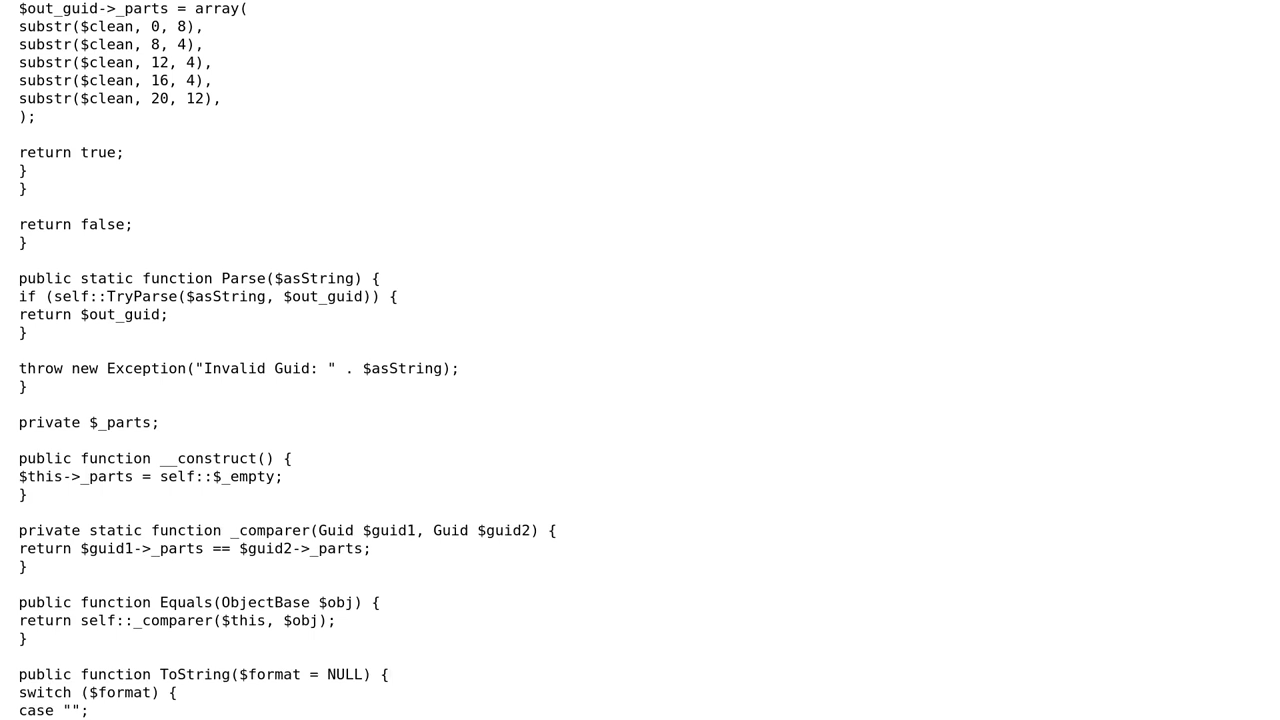 $out_guid->_parts = array(
substr($clean, 0, 8),
substr($clean, 8, 4),
substr($clean, 12, 4),
substr($clean, 16, 4),
substr($clean, 20, 12),
);

return true;
}
}

return false;
}

public static function Parse($asString) {
if (self::TryParse($asString, $out_guid)) {
return $out_guid;
}

throw new Exception("Invalid Guid: " . $asString);
}

private $_parts;

public function __construct() {
$this->_parts = self::$_empty;
}

private static function _comparer(Guid $guid1, Guid $guid2) {
return $guid1->_parts == $guid2->_parts;
}

public function Equals(ObjectBase $obj) {
return self::_comparer($this, $obj);
}

public function ToString($format = NULL) {
switch ($format) {
case "";